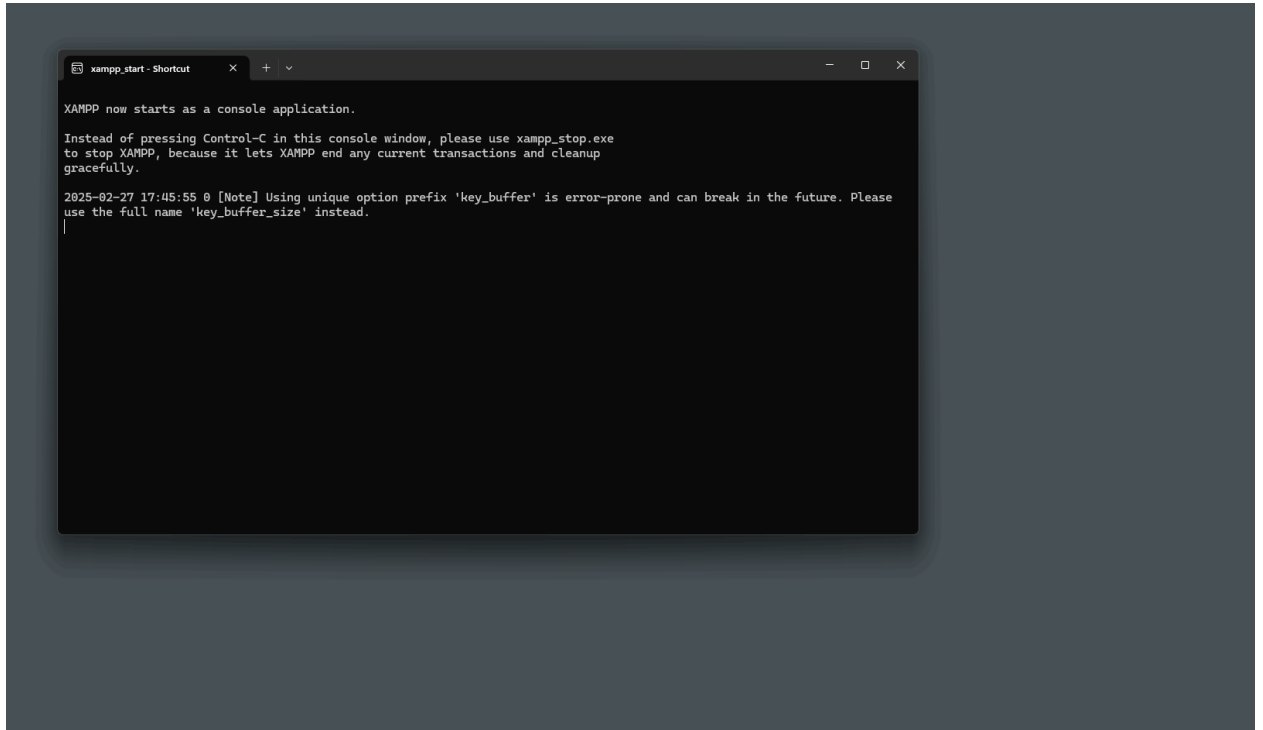 xampp_start - Shortcut
XAMPP now starts as a console application.
Instead of pressing Control-C in this console window, please use xampp_stop.exe
to stop XAMPP, because it lets XAMPP end any current transactions and cleanup
gracefully.
2025-02-27 17:45:55 0 [Note] Using unique option prefix 'key_buffer' is error-prone and can break in the future. Please
use the full name 'key_buffer_size' instead.